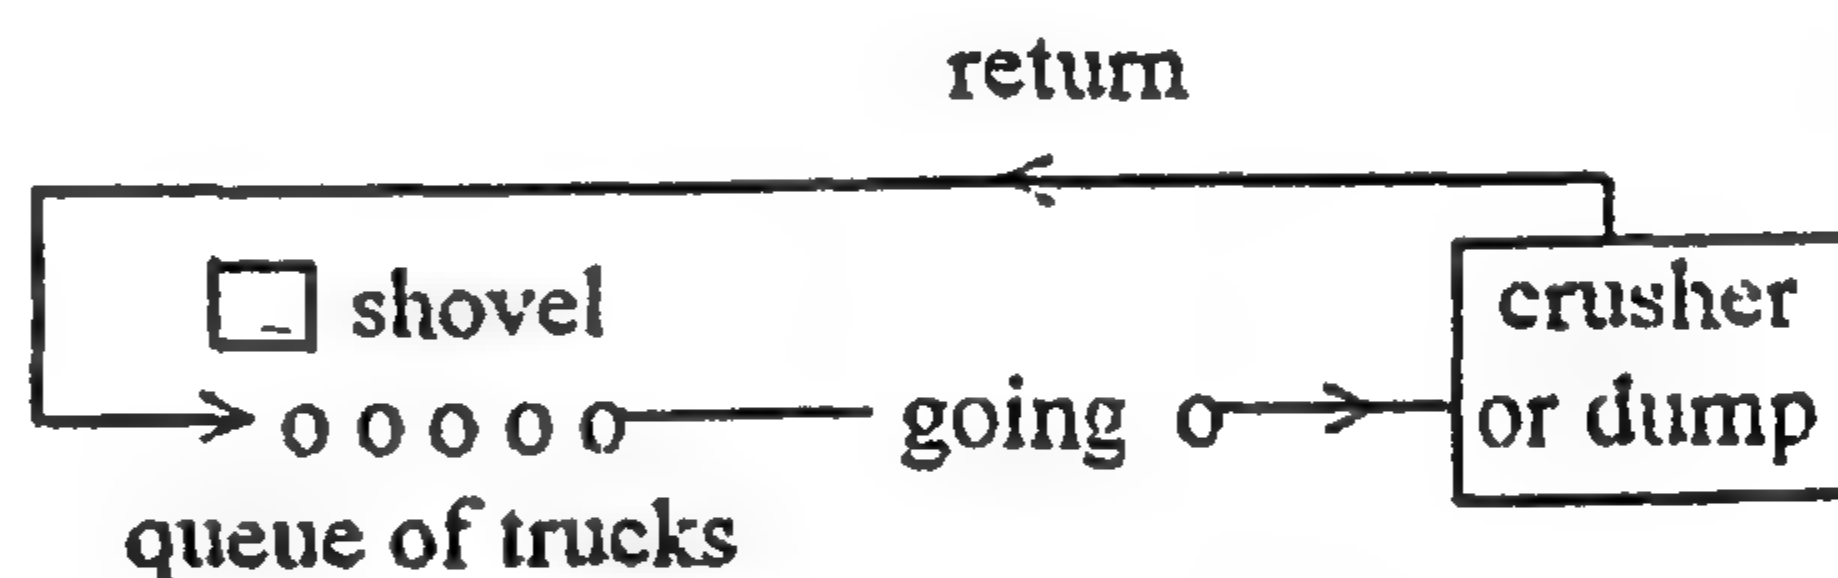 return
shovel
crusher
going
or dump
queue of trucks